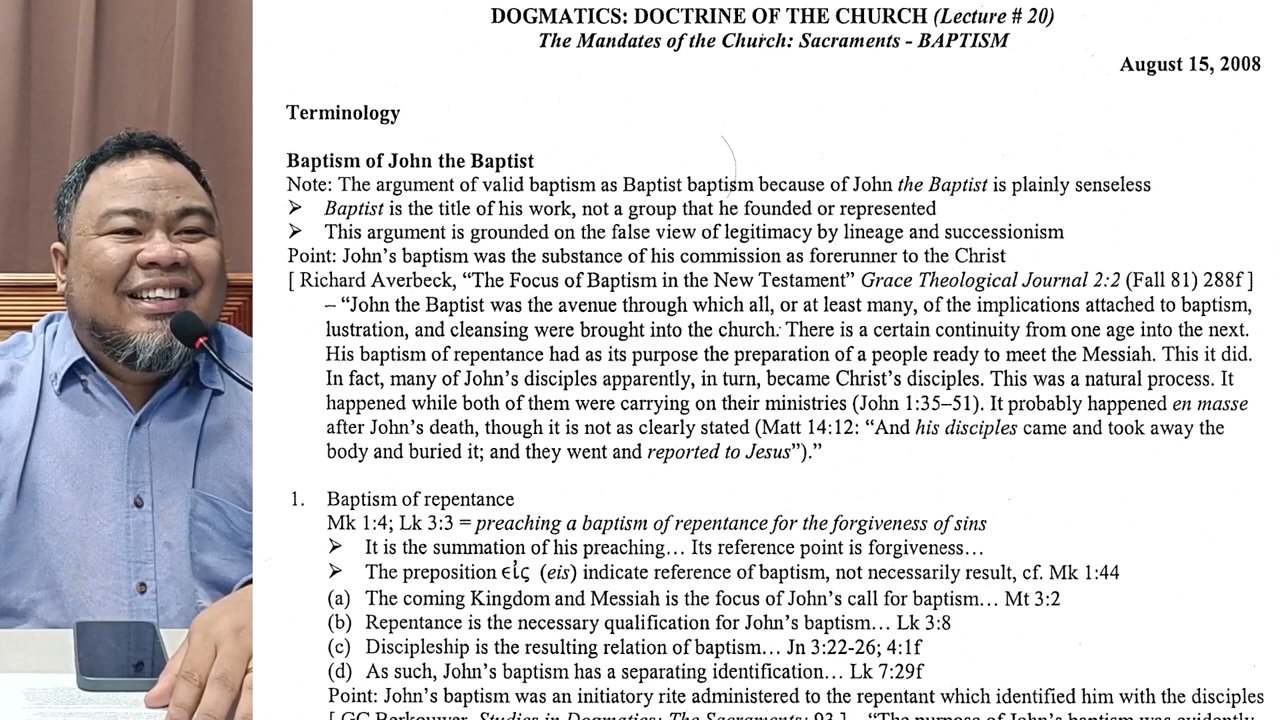 DOGMATICS: DOCTRINE OF THE CHURCH (Lecture # 20)
The Mandates of the Church: Sacraments - BAPTISM
August 15, 2008
Terminology
Baptism of John the Baptist
Note: The argument of valid baptism as Baptist baptism because of John the Baptist is plainly senseless
➤ Baptist is the title of his work, not a group that he founded or represented
➤ This argument is grounded on the false view of legitimacy by lineage and successionism
Point: John’s baptism was the substance of his commission as forerunner to the Christ
[ Richard Averbeck, “The Focus of Baptism in the New Testament” Grace Theological Journal 2:2 (Fall 81) 288f ]
– “John the Baptist was the avenue through which all, or at least many, of the implications attached to baptism,
lustration, and cleansing were brought into the church. There is a certain continuity from one age into the next.
His baptism of repentance had as its purpose the preparation of a people ready to meet the Messiah. This it did.
In fact, many of John’s disciples apparently, in turn, became Christ’s disciples. This was a natural process. It
happened while both of them were carrying on their ministries (John 1:35–51). It probably happened en masse
after John’s death, though it is not as clearly stated (Matt 14:12: “And his disciples came and took away the
body and buried it; and they went and reported to Jesus”).”
1. Baptism of repentance
Mk 1:4; Lk 3:3 = preaching a baptism of repentance for the forgiveness of sins
➤ It is the summation of his preaching… Its reference point is forgiveness…
➤ The preposition εἰς (eis) indicate reference of baptism, not necessarily result, cf. Mk 1:44
(a) The coming Kingdom and Messiah is the focus of John’s call for baptism… Mt 3:2
(b) Repentance is the necessary qualification for John’s baptism… Lk 3:8
(c) Discipleship is the resulting relation of baptism… Jn 3:22-26; 4:1f
(d) As such, John’s baptism has a separating identification… Lk 7:29f
Point: John’s baptism was an initiatory rite administered to the repentant which identified him with the disciples
[ GC Berkouwer, Studies in Dogmatics: The Sacraments: 93 ] – “The purpose of John’s baptism was evidently